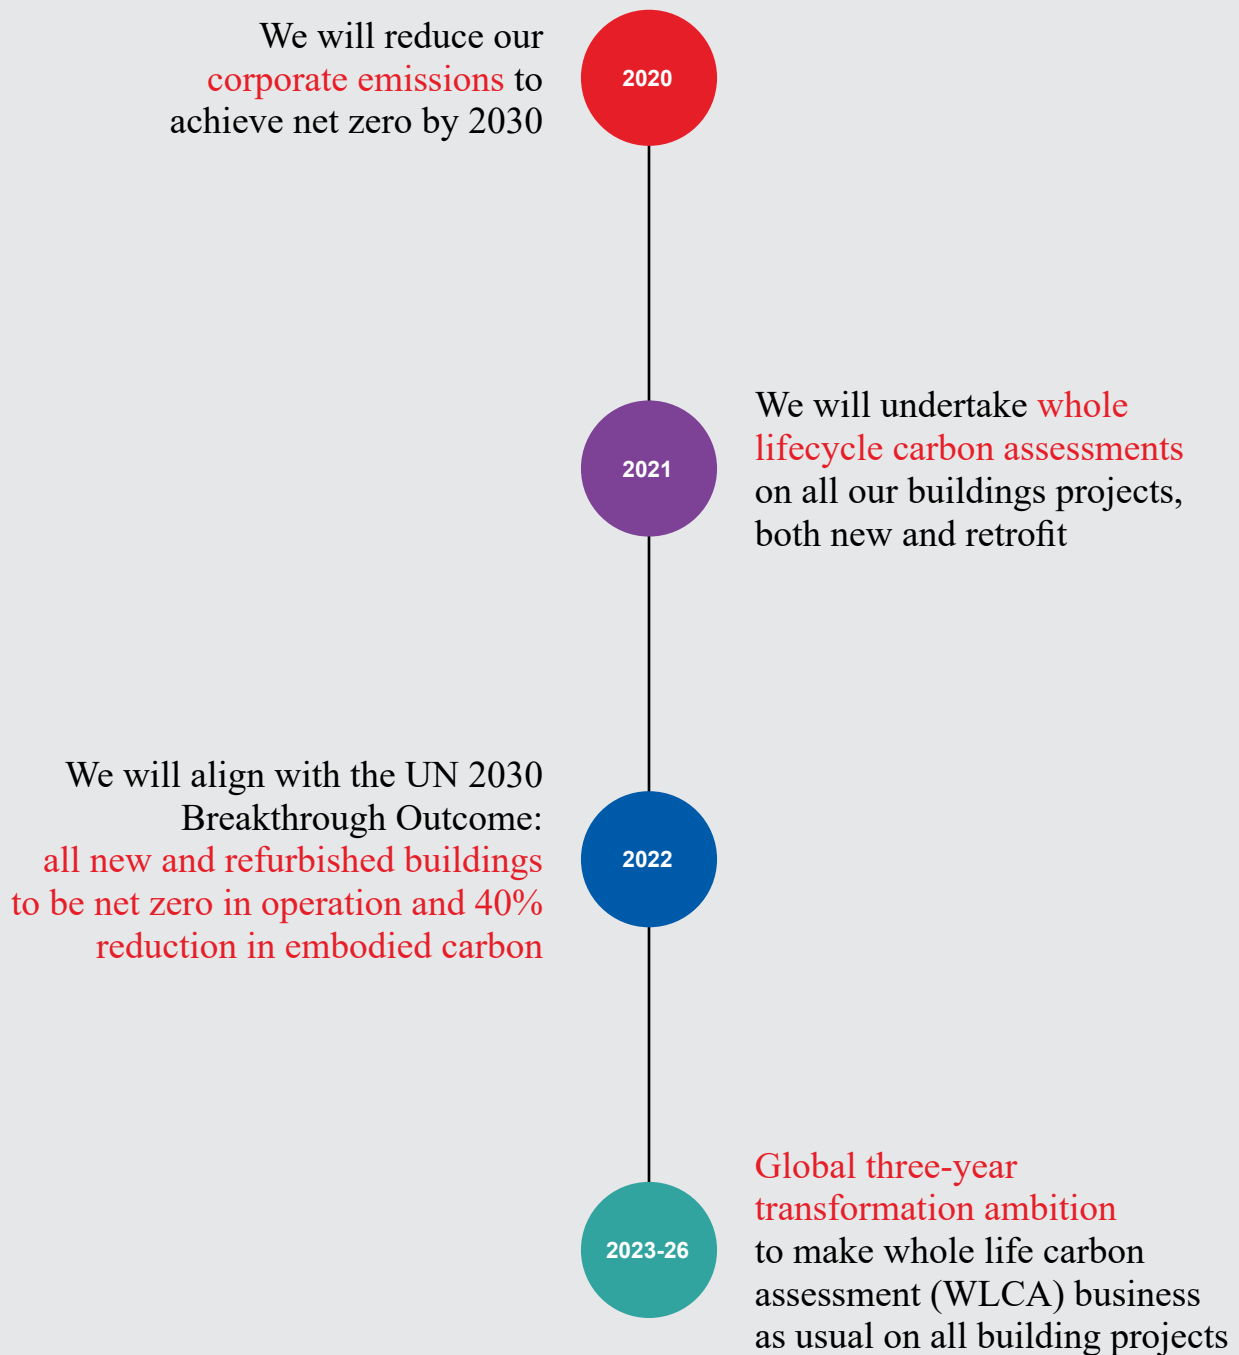 We will reduce our
corporate emissions to
achieve net zero by 2030
2020
2021
We will undertake whole
lifecycle carbon assessments
on all our buildings projects,
both new and retrofit
We will align with the UN 2030
Breakthrough Outcome:
all new and refurbished buildings
to be net zero in operation and 40%
reduction in embodied carbon
2022
2023-26
Global three-year
transformation ambition
to make whole life carbon
assessment (WLCA) business
as usual on all building projects